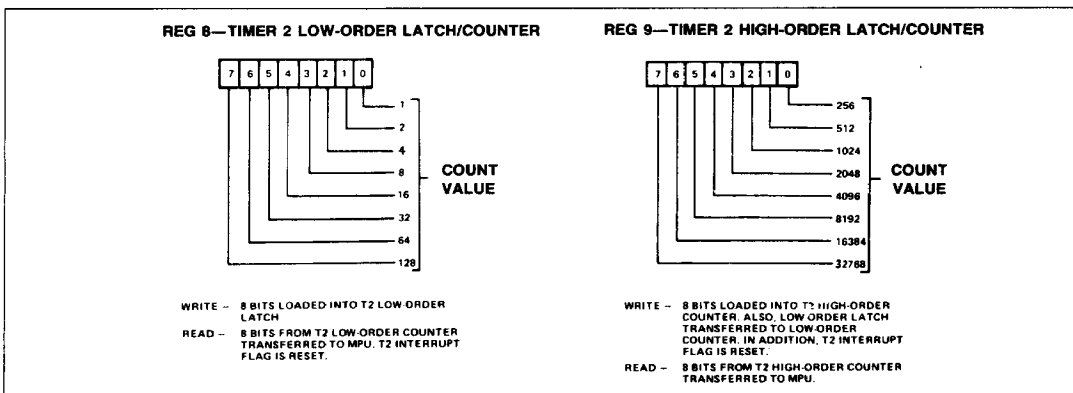 REG 8—TIMER 2 LOW-ORDER LATCH/COUNTER
7 6 5 4 3 2 1 0
1
2
4
8
16
32
64
128
COUNT
VALUE
WRITE – 8 BITS LOADED INTO T2 LOW-ORDER
LATCH
READ – 8 BITS FROM T2 LOW-ORDER COUNTER
TRANSFERRED TO MPU. T2 INTERRUPT
FLAG IS RESET.
REG 9—TIMER 2 HIGH-ORDER LATCH/COUNTER
7 6 5 4 3 2 1 0
256
512
1024
2048
4096
8192
16384
32768
COUNT
VALUE
WRITE – 8 BITS LOADED INTO T2 HIGH-ORDER
COUNTER. ALSO, LOW ORDER LATCH
TRANSFERRED TO LOW-ORDER
COUNTER. IN ADDITION, T2 INTERRUPT
FLAG IS RESET.
READ – 8 BITS FROM T2 HIGH-ORDER COUNTER
TRANSFERRED TO MPU.